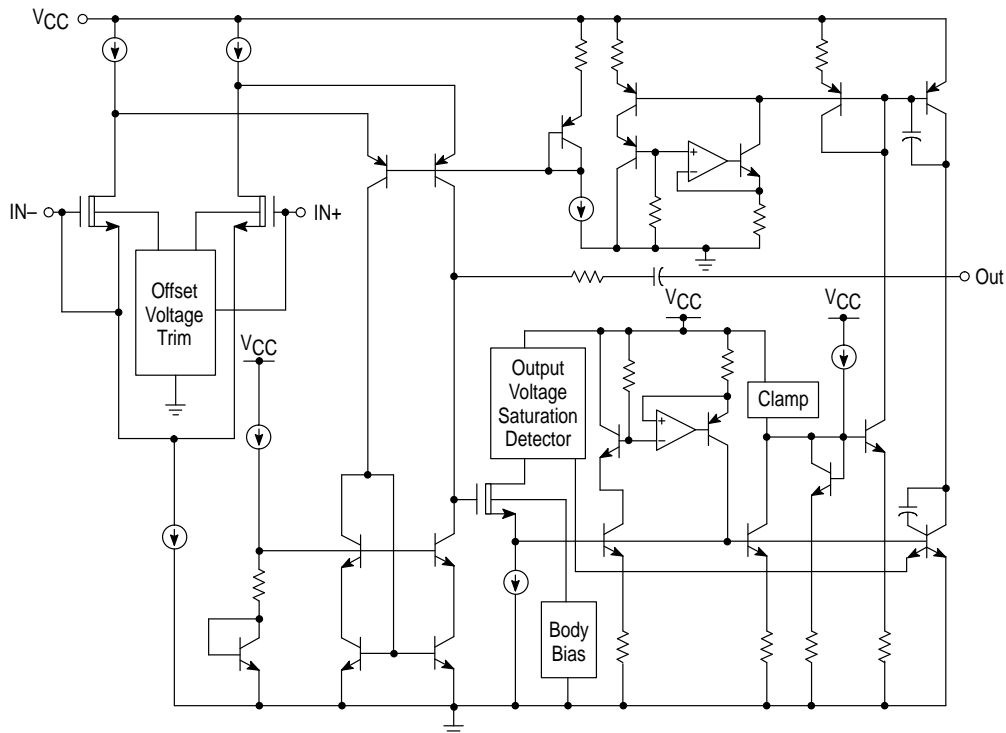 VCC
IN–
IN+
Offset
Voltage
Trim
Out
VCC
VCC
VCC
Output
Voltage
Saturation
Detector
Clamp
+
–
+
–
Body
Bias